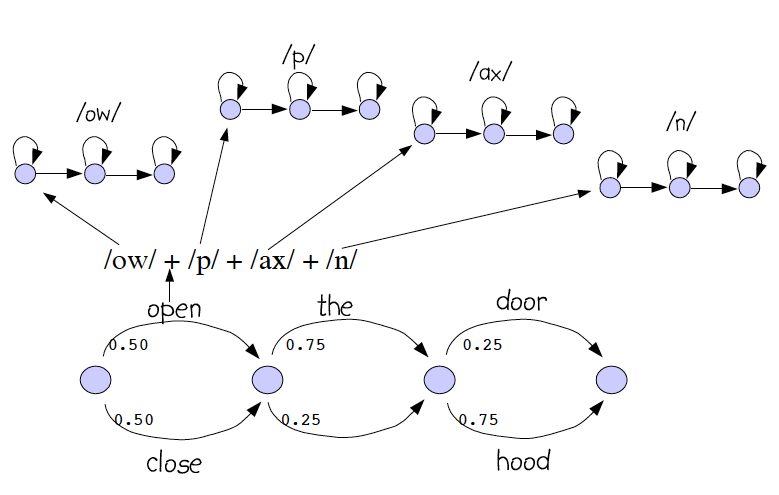 /p/
/ax/
/ow/
/n/
/ow/ + /p/ + /ax/ + /n/
open the door
0.50 0.75 0.25
0.50 0.25 0.75
close hood